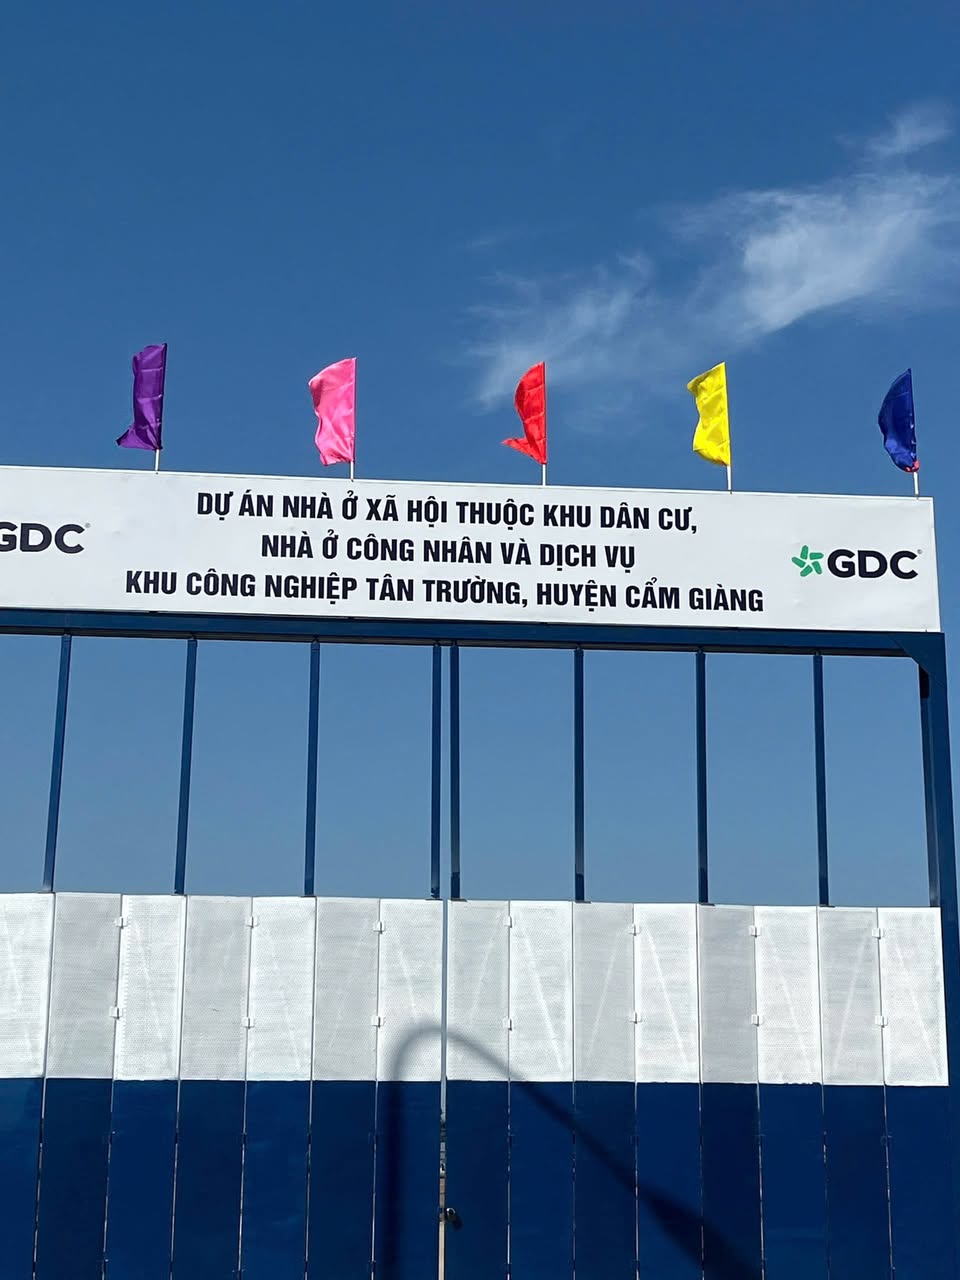 DỰ ÁN NHÀ Ở XÃ HỘI THUỘC KHU DÂN CƯ,
NHÀ Ở CÔNG NHÂN VÀ DỊCH VỤ
KHU CÔNG NGHIỆP TÂN TRƯỜNG, HUYỆN CẨM GIÀNG
GDC
GDC